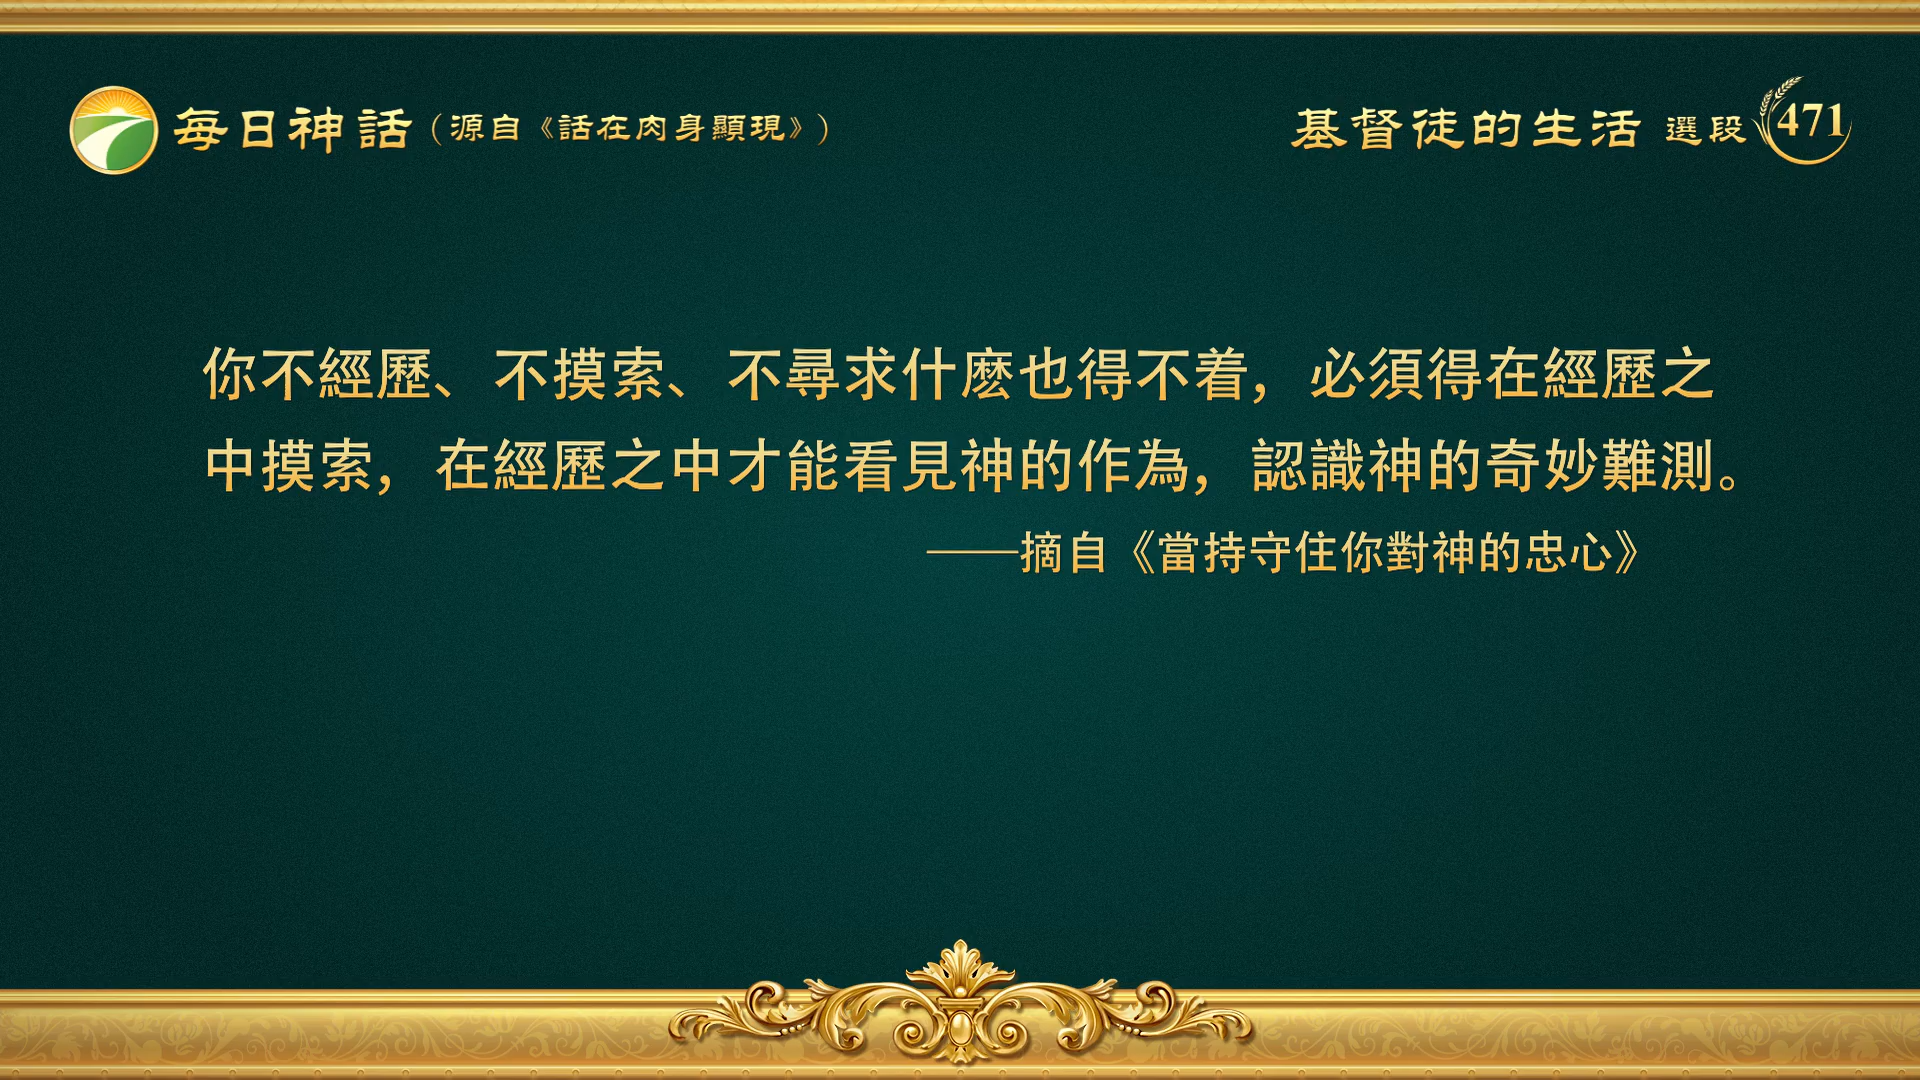 每日神話（源自《話在肉身顯現》）
基督徒的生活 選段 471
你不經歷、不摸索、不尋求什麽也得不着，必須得在經歷之
中摸索，在經歷之中才能看見神的作為，認識神的奇妙難測。
——摘自《當持守住你對神的忠心》